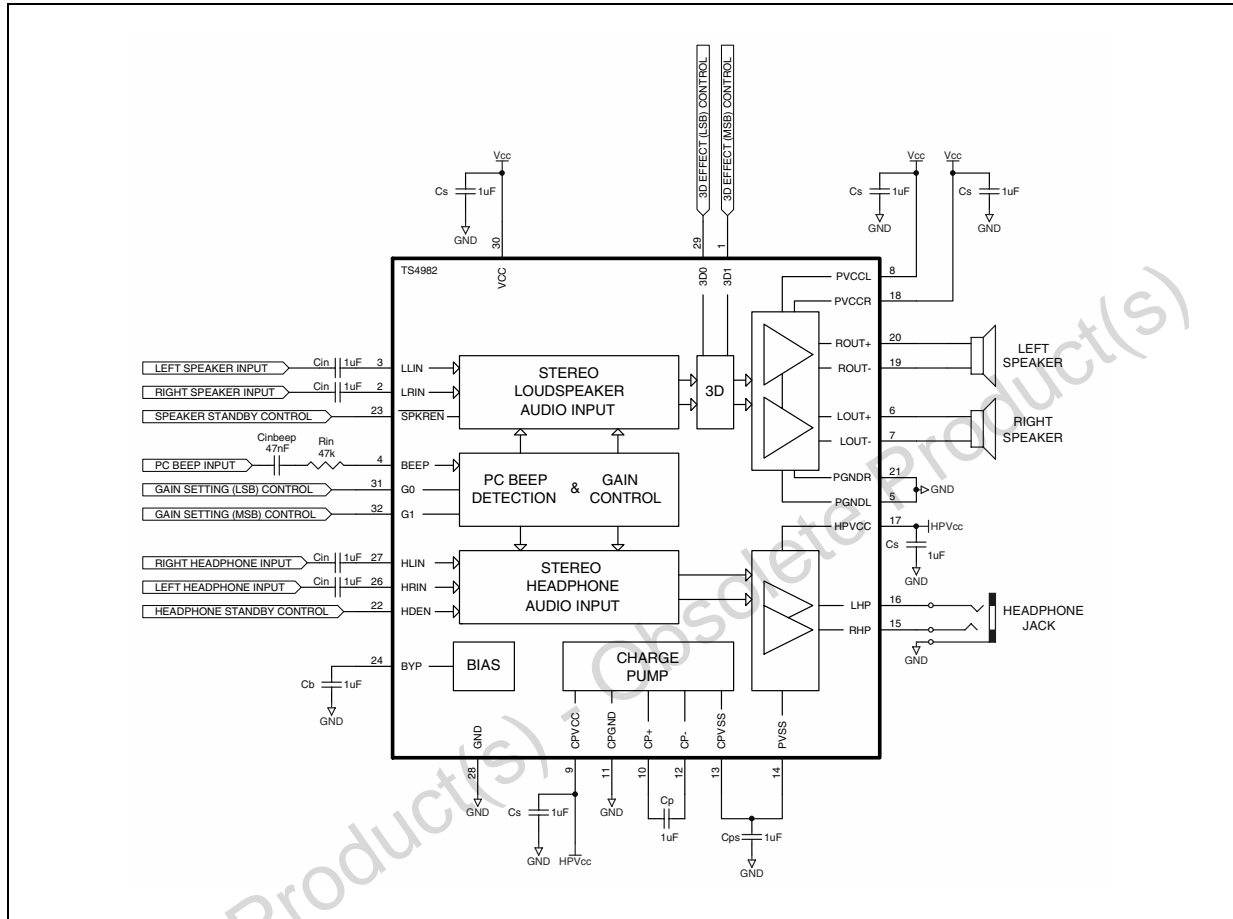 3D EFFECT (LSB) CONTROL
3D EFFECT (MSB) CONTROL
Vcc
Cs
1uF
GND
30
VCC
29
3D0
1
3D1
Vcc
Vcc
Cs
1uF
GND
Cs
1uF
GND
TS4982
PVCCL
8
PVCCR
18
LEFT SPEAKER INPUT
Cin
1uF
3
LLIN
RIGHT SPEAKER INPUT
Cin
1uF
2
LRIN
SPEAKER STANDBY CONTROL
23
SPKREN
STEREO
LOUDSPEAKER
AUDIO INPUT
3D
ROUT+
20
ROUT-
19
LEFT
SPEAKER
LOUT+
6
LOUT-
7
RIGHT
SPEAKER
Cinbeep
47nF
Rin
47k
PC BEEP INPUT
4
BEEP
GAIN SETTING (LSB) CONTROL
31
G0
GAIN SETTING (MSB) CONTROL
32
G1
PC BEEP
DETECTION
&
GAIN
CONTROL
PGNDR
21
GND
PGNDL
5
HPVCC
17
HPVcc
Cs
1uF
GND
RIGHT HEADPHONE INPUT
Cin
1uF
27
HLIN
LEFT HEADPHONE INPUT
Cin
1uF
26
HRIN
HEADPHONE STANDBY CONTROL
22
HDEN
STEREO
HEADPHONE
AUDIO INPUT
LHP
16
RHP
15
GND
HEADPHONE
JACK
24
BYP
BIAS
Cb
1uF
GND
CHARGE
PUMP
GND
28
GND
CPVCC
9
Cs
1uF
GND
HPVcc
CPGND
11
GND
CP+
10
CP-
12
Cp
1uF
CPVSS
13
PVSS
14
Cps
1uF
GND
Product(s) - Obsolete Product(s)